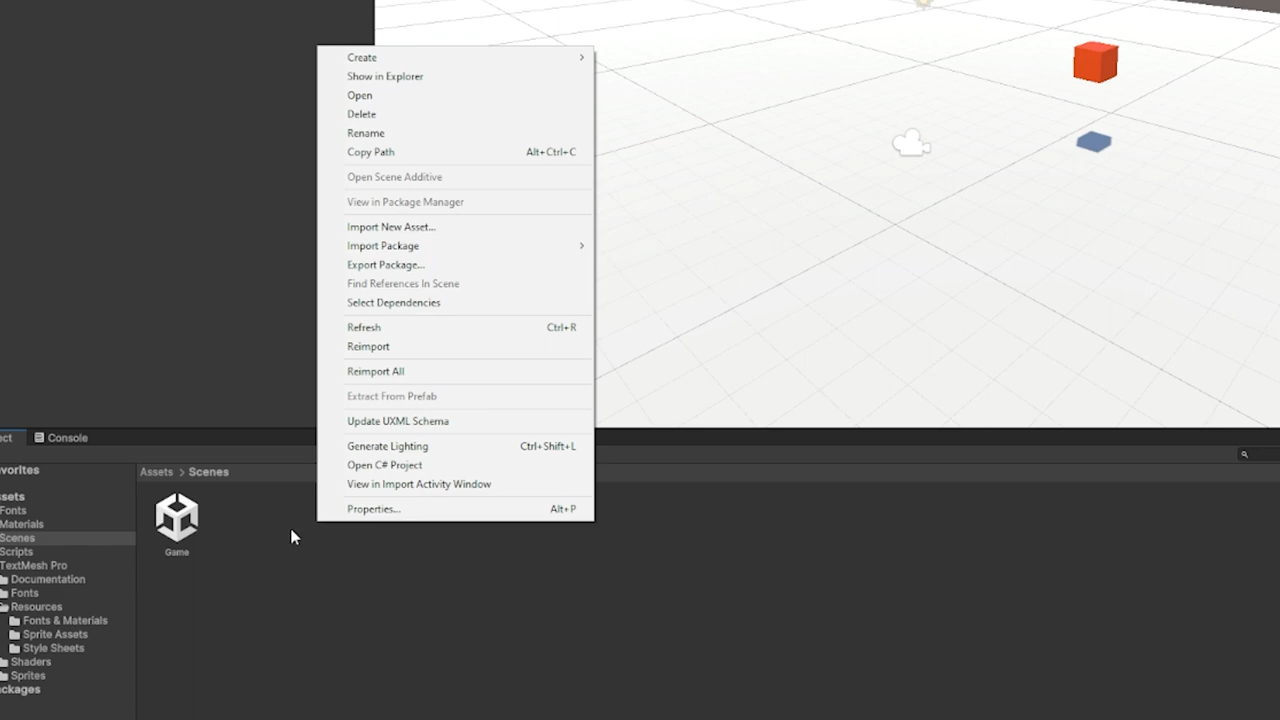 Create
Show in Explorer
Open
Delete
Rename
Copy Path Alt+Ctrl+C
Open Scene Additive
View in Package Manager
Import New Asset...
Import Package
Export Package...
Find References In Scene
Select Dependencies
Refresh Ctrl+R
Reimport
Reimport All
Extract From Prefab
Update UXML Schema
Generate Lighting Ctrl+Shift+L
Open C# Project
View in Import Activity Window
Properties... Alt+P
ect Console
vorites
Assets > Scenes
ssets
Fonts
Materials
Scenes
Scripts
TextMesh Pro
Documentation
Fonts
Resources
Fonts & Materials
Sprite Assets
Style Sheets
Shaders
Sprites
ckages
Game